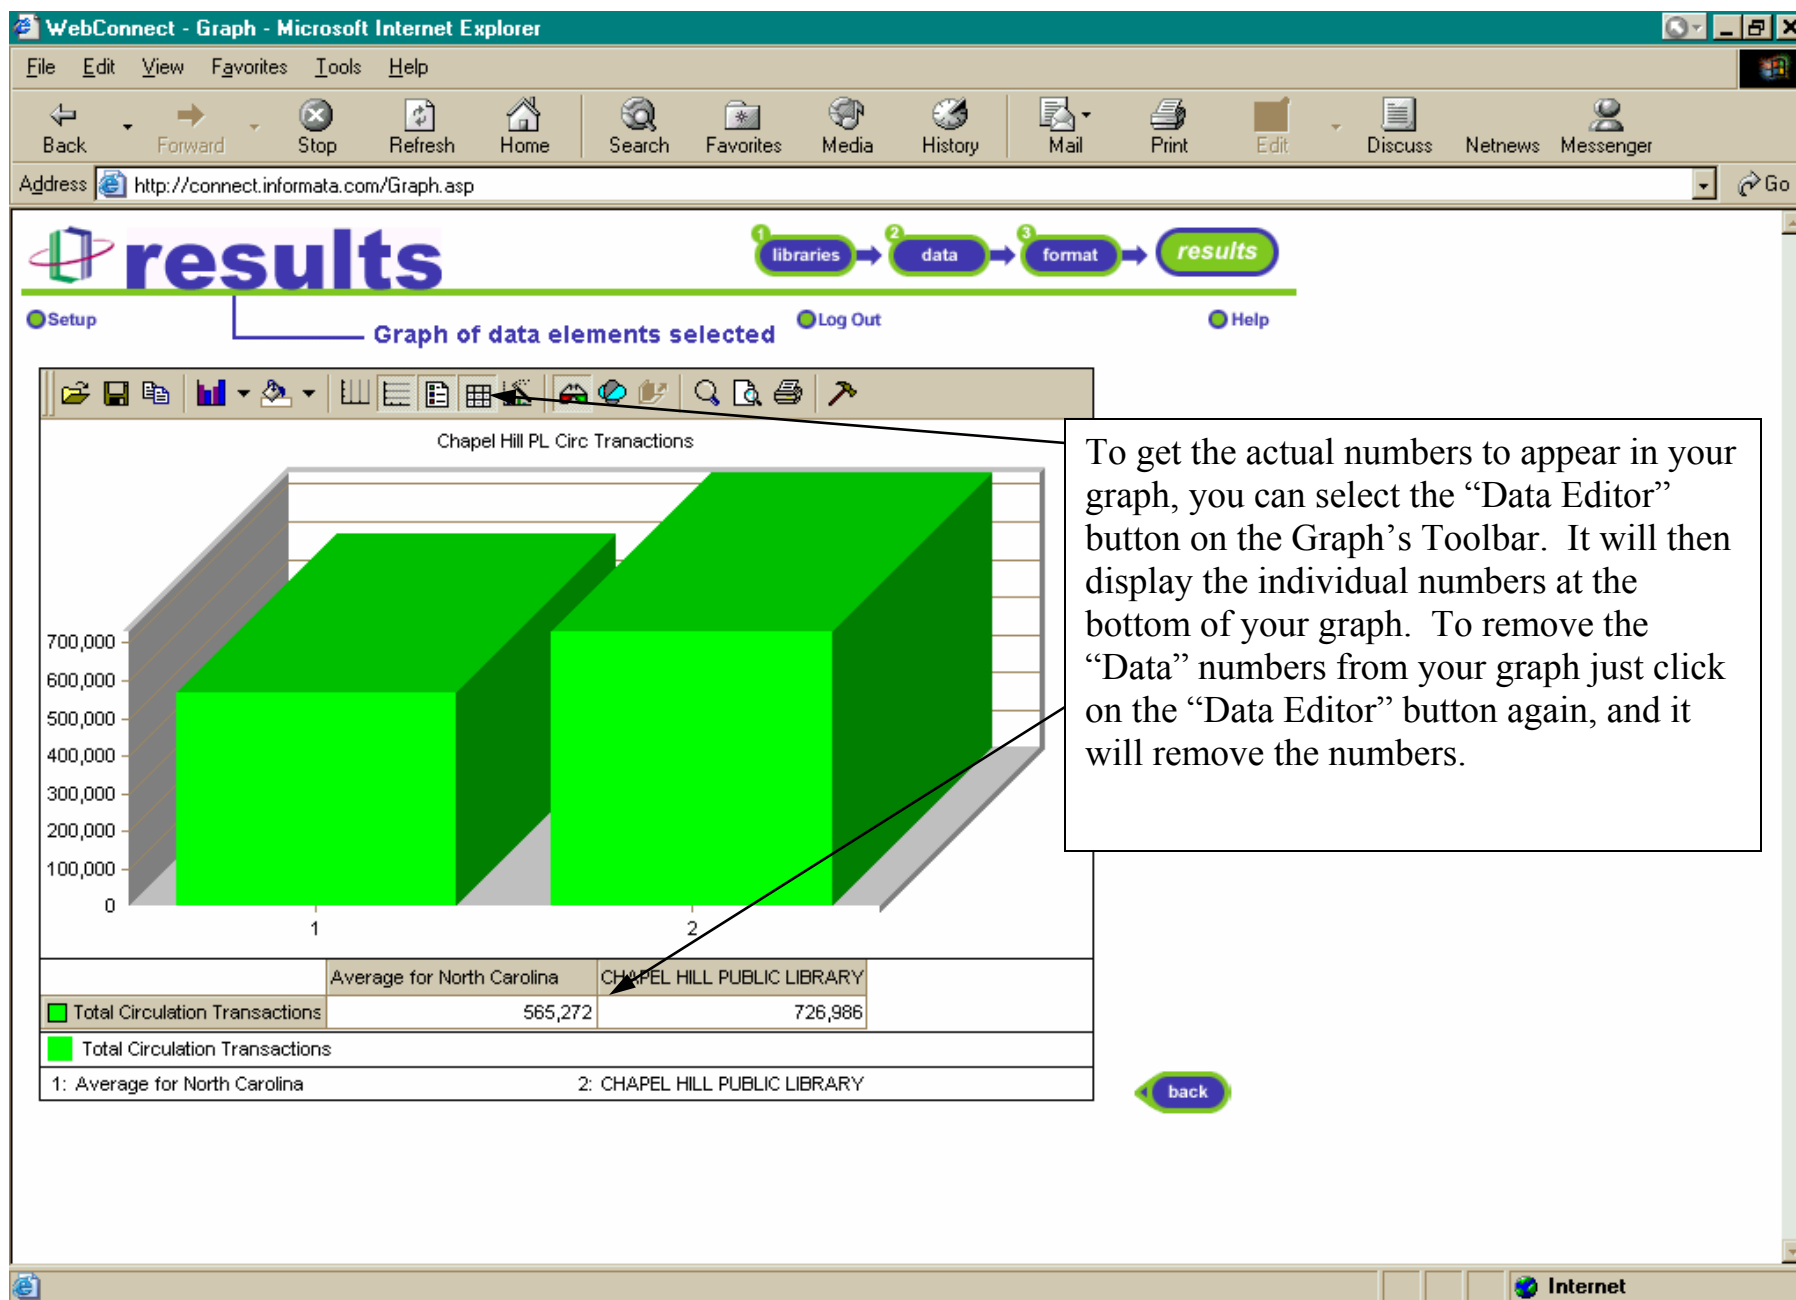 WebConnect - Graph - Microsoft Internet Explorer
File Edit View Favorites Tools Help
Back Forward Stop Refresh Home Search Favorites Media History Mail Print Edit Discuss Netnews Messenger
Address http://connect.informata.com/Graph.asp Go
results
1 libraries 2 data 3 format results
Setup Graph of data elements selected Log Out Help
Chapel Hill PL Circ Tranactions
To get the actual numbers to appear in your
graph, you can select the “Data Editor”
button on the Graph’s Toolbar. It will then
display the individual numbers at the
bottom of your graph. To remove the
“Data” numbers from your graph just click
on the “Data Editor” button again, and it
will remove the numbers.
700,000
600,000
500,000
400,000
300,000
200,000
100,000
0
1 2
Average for North Carolina CHAPEL HILL PUBLIC LIBRARY
Total Circulation Transactions 565,272 726,986
Total Circulation Transactions
1: Average for North Carolina 2: CHAPEL HILL PUBLIC LIBRARY
back
Internet